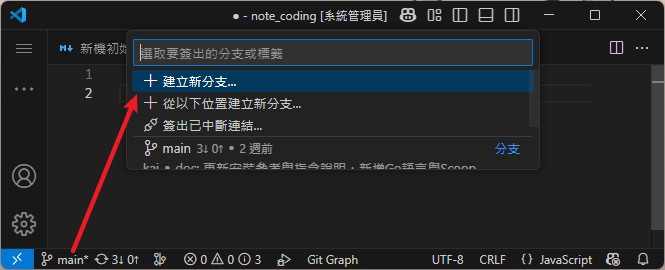 ● - note_coding [系統管理員]
新機初始
選取要簽出的分支或標籤
1
2
建立新分支...
從以下位置建立新分支...
簽出已中斷連結...
main 3↓ 0↑ • 2 週前 分支
kai • doc: 更新安裝參考與指令說明，新增Go語言與Scoop
main* 3↓ 0↑ 0 0 3 Git Graph UTF-8 CRLF {} JavaScript